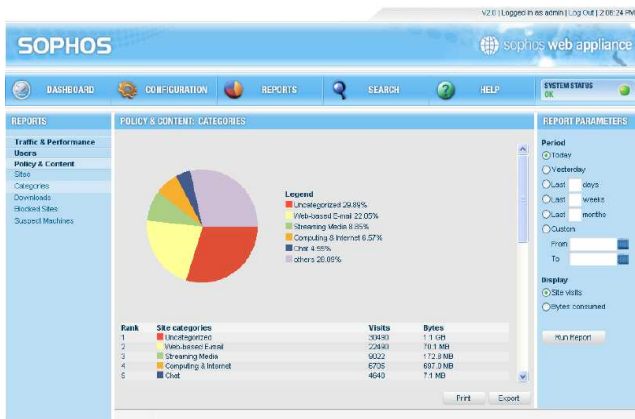 v2.0 | Logged in as admin | Log Out | 2:06:24 PM
SOPHOS
sophos web appliance
DASHBOARD
CONFIGURATION
REPORTS
SEARCH
HELP
SYSTEM STATUS
OK
REPORTS
Traffic & Performance
Users
Policy & Content
Sites
Categories
Downloads
Blocked Sites
Suspect Machines
POLICY & CONTENT: CATEGORIES
Legend
Uncategorized 29.89%
Web-based E-mail 22.05%
Streaming Media 8.85%
Computing & Internet 6.57%
Chat 4.55%
others 28.09%
Rank Site categories Visits Bytes
1 Uncategorized 30490 1.1 GB
2 Web-based E-mail 22490 70.1 MB
3 Streaming Media 9022 172.8 MB
4 Computing & Internet 6705 697.0 MB
5 Chat 4640 7.1 MB
Print Export
REPORT PARAMETERS
Period
Today
Yesterday
Last days
Last weeks
Last months
Custom
From
To
Display
Site visits
Bytes consumed
Run Report